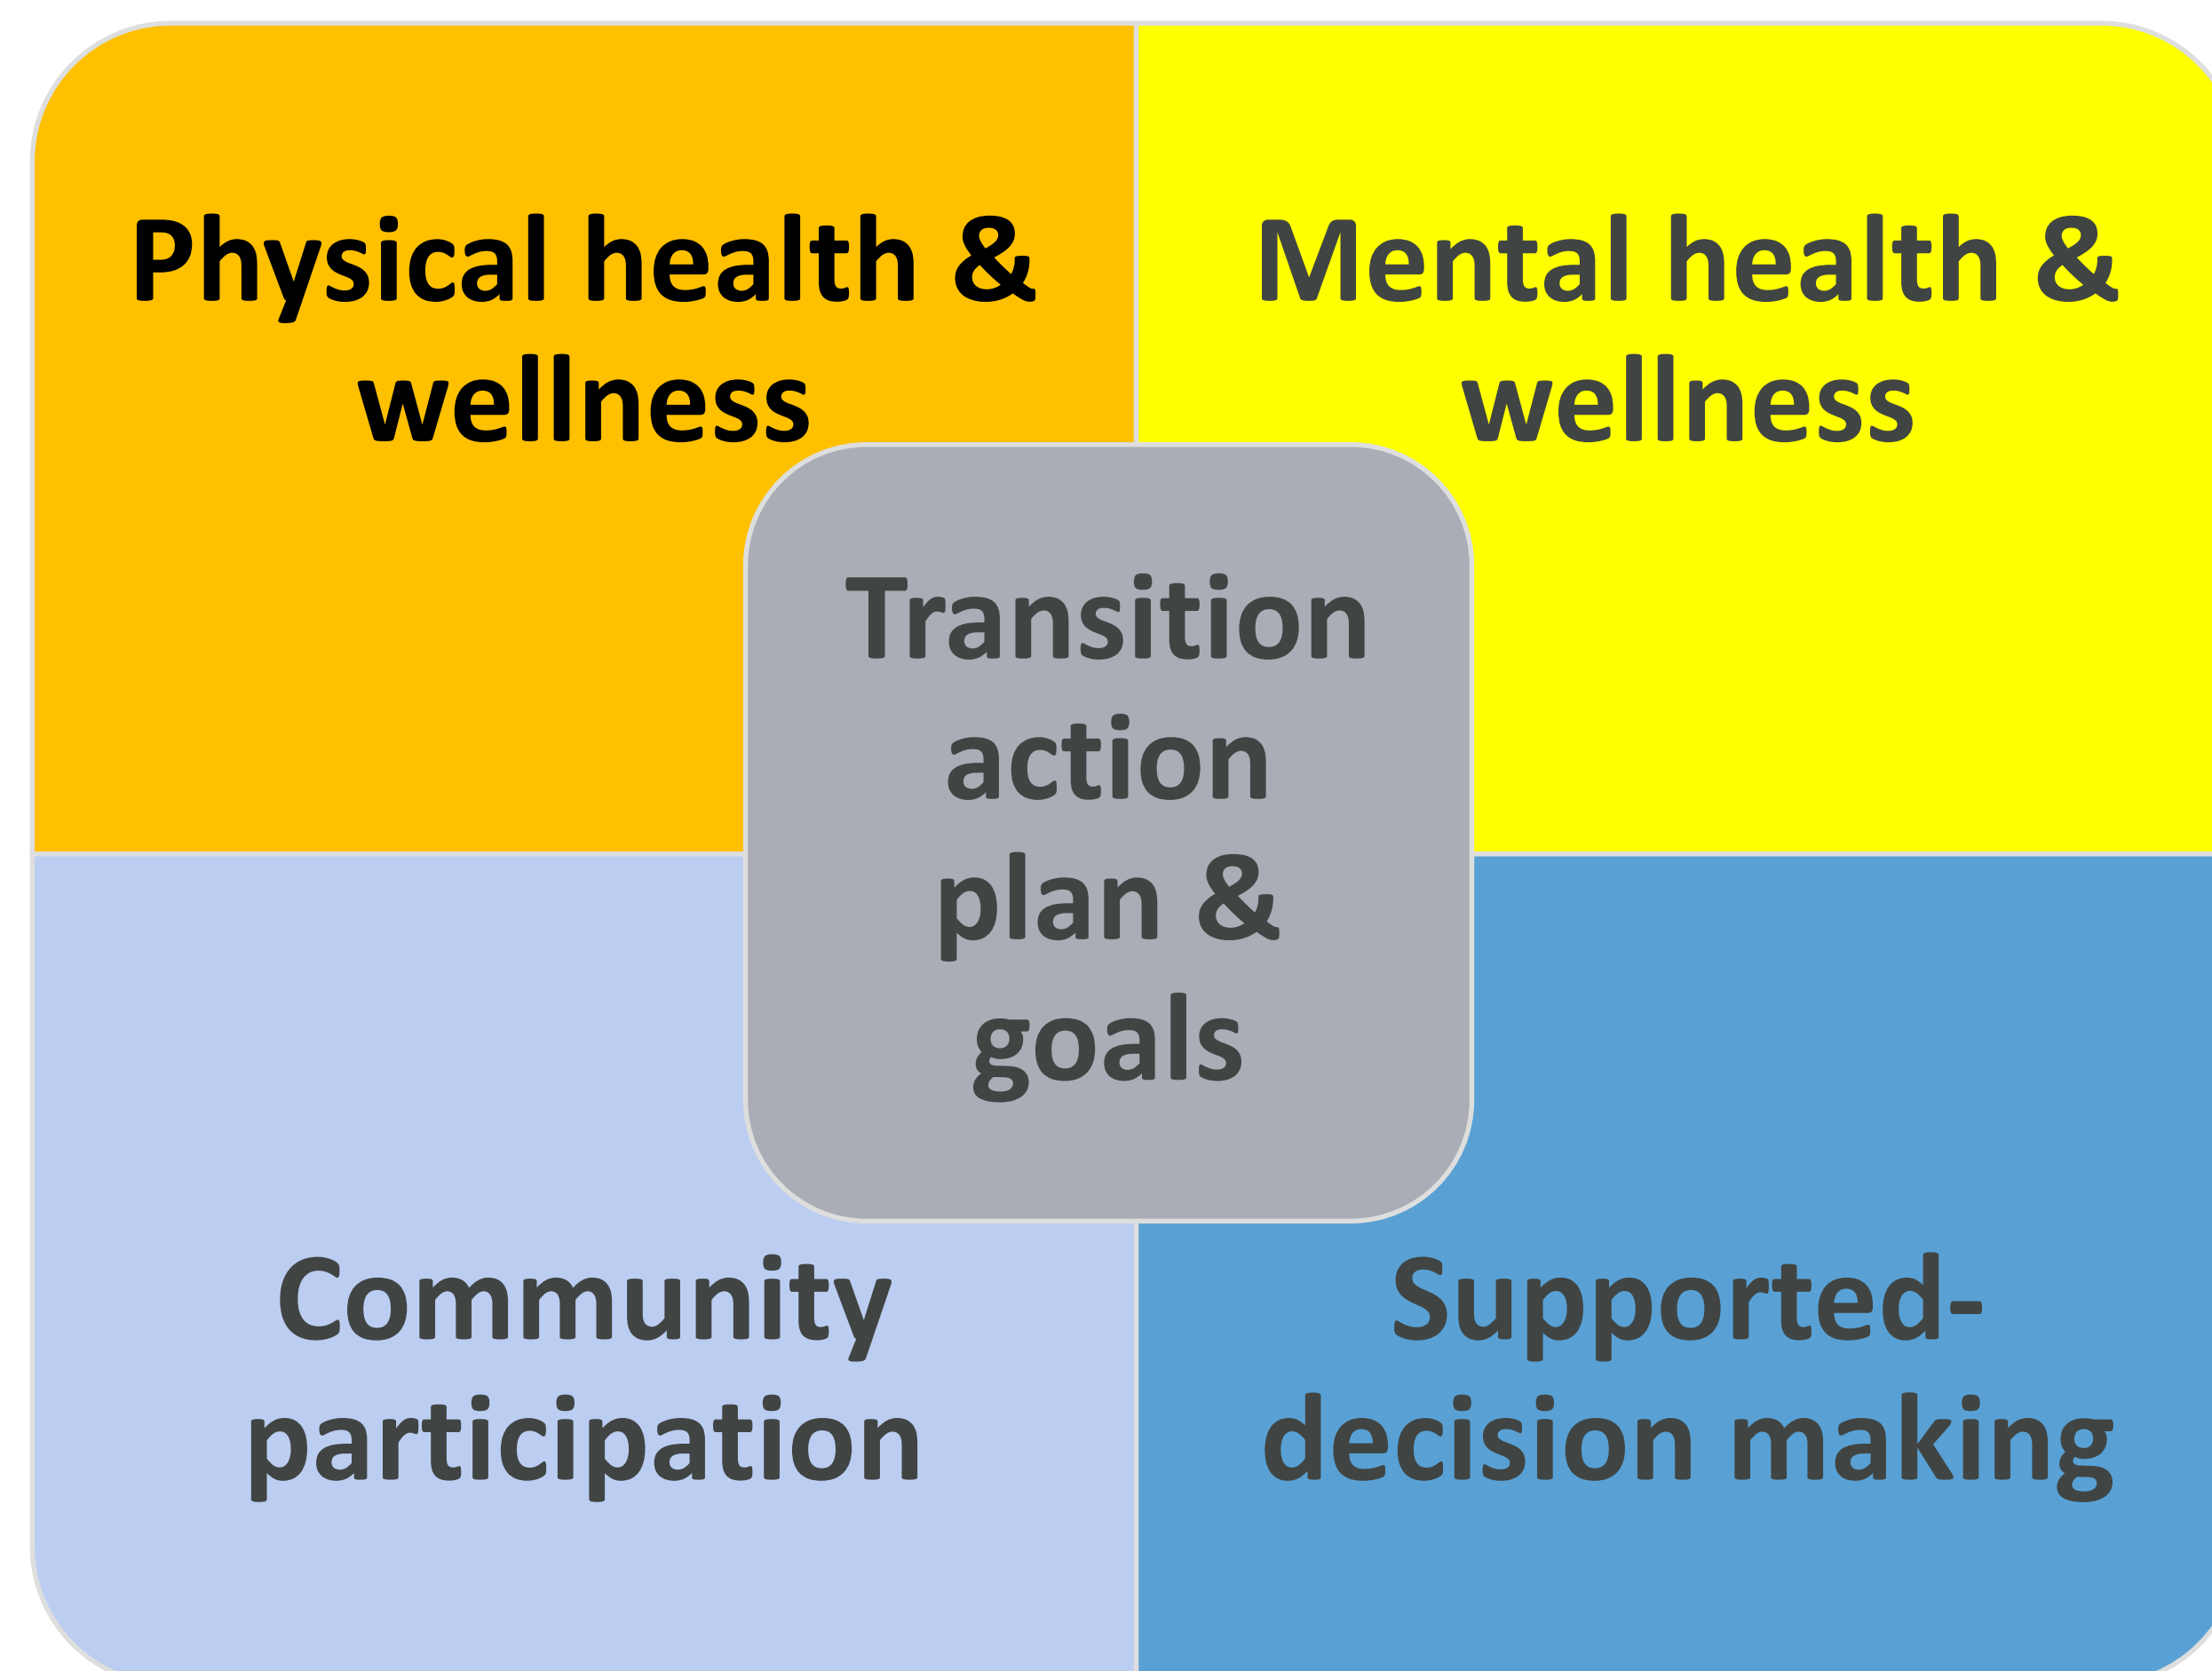 Physical health &
wellness
Mental health &
wellness
Transition
action
plan &
goals
Community
participation
Supported-
decision making